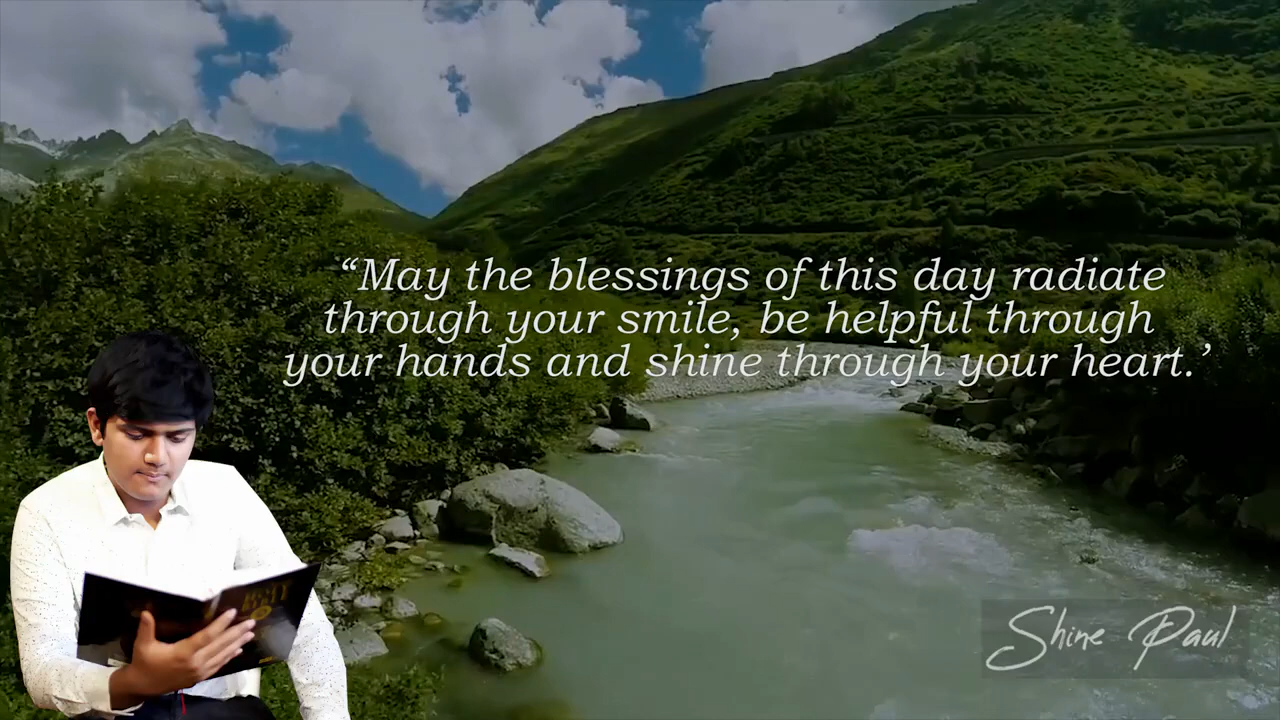 “May the blessings of this day radiate
through your smile, be helpful through
your hands and shine through your heart.’
Shine Paul